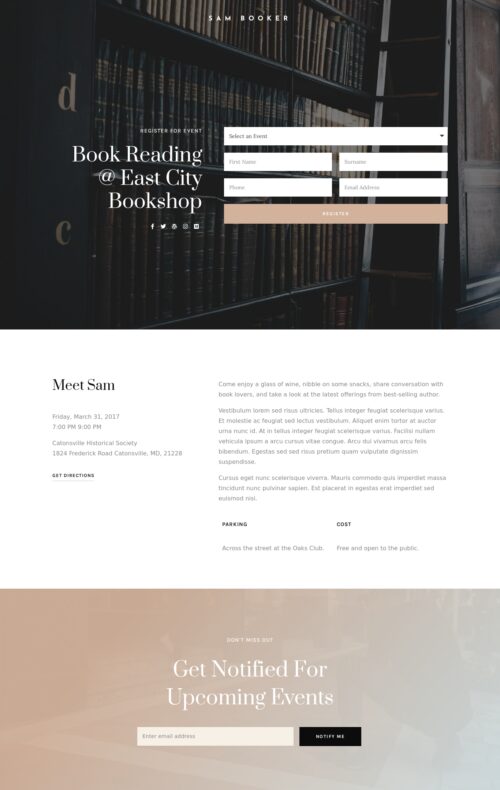 SAM BOOKER
d
c
REGISTER FOR EVENT
Book Reading
@ East City
Bookshop
Select an Event
First Name
Surname
Phone
Email Address
REGISTER
Meet Sam
Friday, March 31, 2017
7:00 PM 9:00 PM
Catonsville Historical Society
1824 Frederick Road Catonsville, MD, 21228
GET DIRECTIONS
Come enjoy a glass of wine, nibble on some snacks, share conversation with
book lovers, and take a look at the latest offerings from best-selling author.
Vestibulum lorem sed risus ultricies. Tellus integer feugiat scelerisque varius.
Et molestie ac feugiat sed lectus vestibulum. Aliquet enim tortor at auctor
urna nunc id. At in tellus integer feugiat scelerisque varius. Facilisi nullam
vehicula ipsum a arcu cursus vitae congue. Arcu dui vivamus arcu felis
bibendum. Egestas sed sed risus pretium quam vulputate dignissim
suspendisse.
Cursus eget nunc scelerisque viverra. Mauris commodo quis imperdiet massa
tincidunt nunc pulvinar sapien. Est placerat in egestas erat imperdiet sed
euismod nisi.
PARKING
Across the street at the Oaks Club.
COST
Free and open to the public.
DON'T MISS OUT
Get Notified For
Upcoming Events
Enter email address
NOTIFY ME